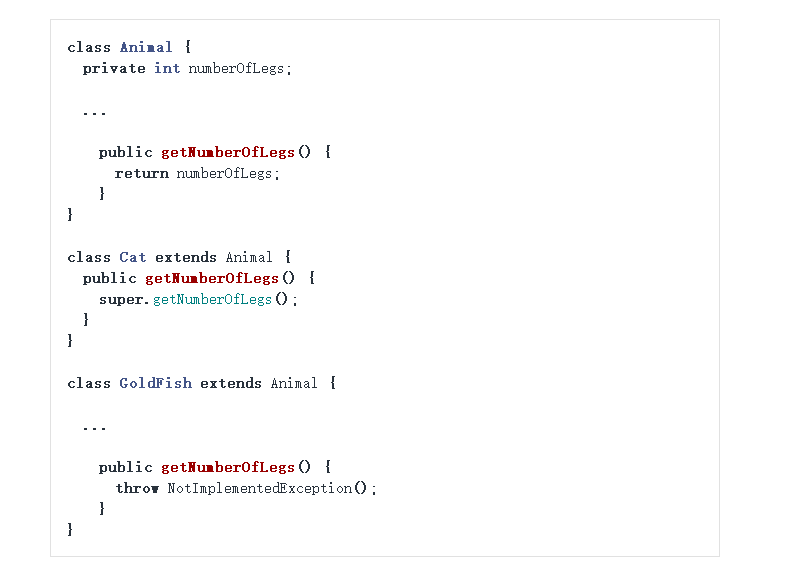 class Animal {
private int numberOfLegs;
...
public getNumberOfLegs() {
return numberOfLegs;
}
}
class Cat extends Animal {
public getNumberOfLegs() {
super.getNumberOfLegs();
}
}
class GoldFish extends Animal {
...
public getNumberOfLegs() {
throw NotImplementedException();
}
}